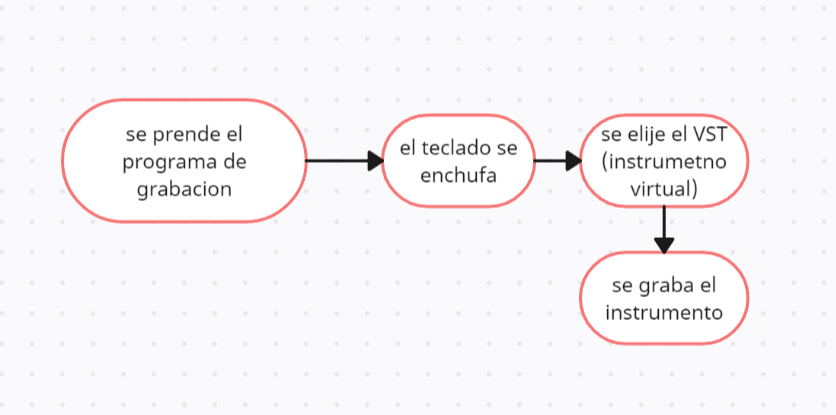 se prende el
programa de
grabacion
el teclado se
enchufa
se elije el VST
(instrumetno
virtual)
se graba el
instrumento